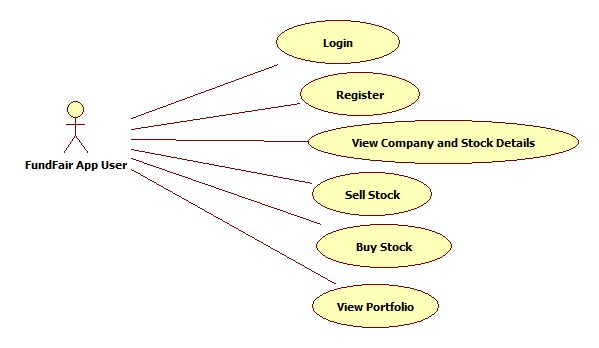 Login
Register
View Company and Stock Details
FundFair App User
Sell Stock
Buy Stock
View Portfolio